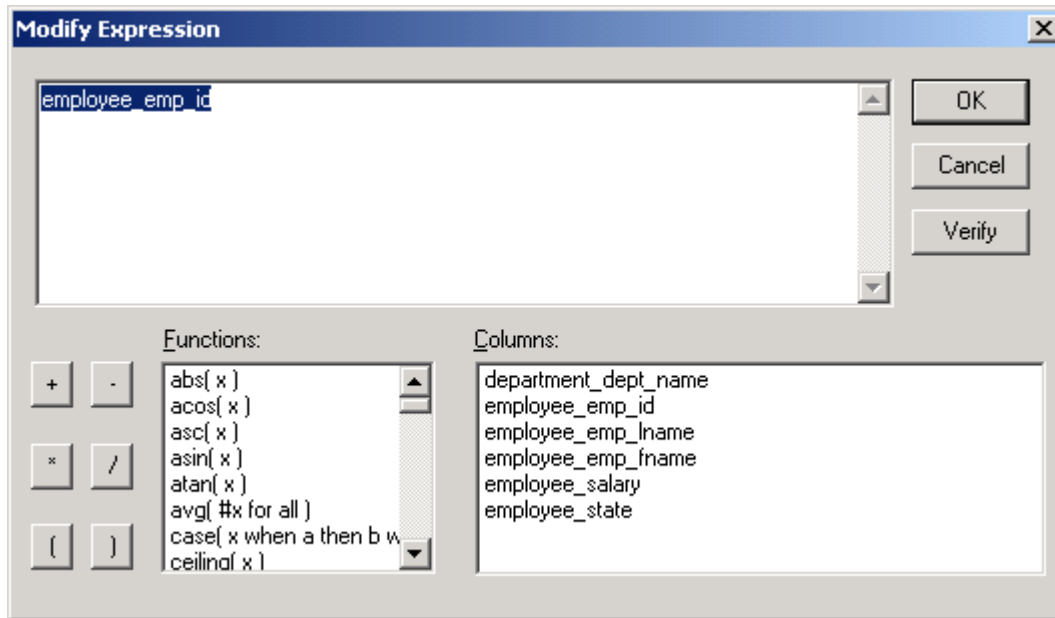 Modify Expression
employee_emp_id
OK
Cancel
Verify
Functions:
Columns:
+ -
* /
( )
abs( x )
acos( x )
asc( x )
asin( x )
atan( x )
avg( #x for all )
case( x when a then b w
ceiling( x )
department_dept_name
employee_emp_id
employee_emp_lname
employee_emp_fname
employee_salary
employee_state